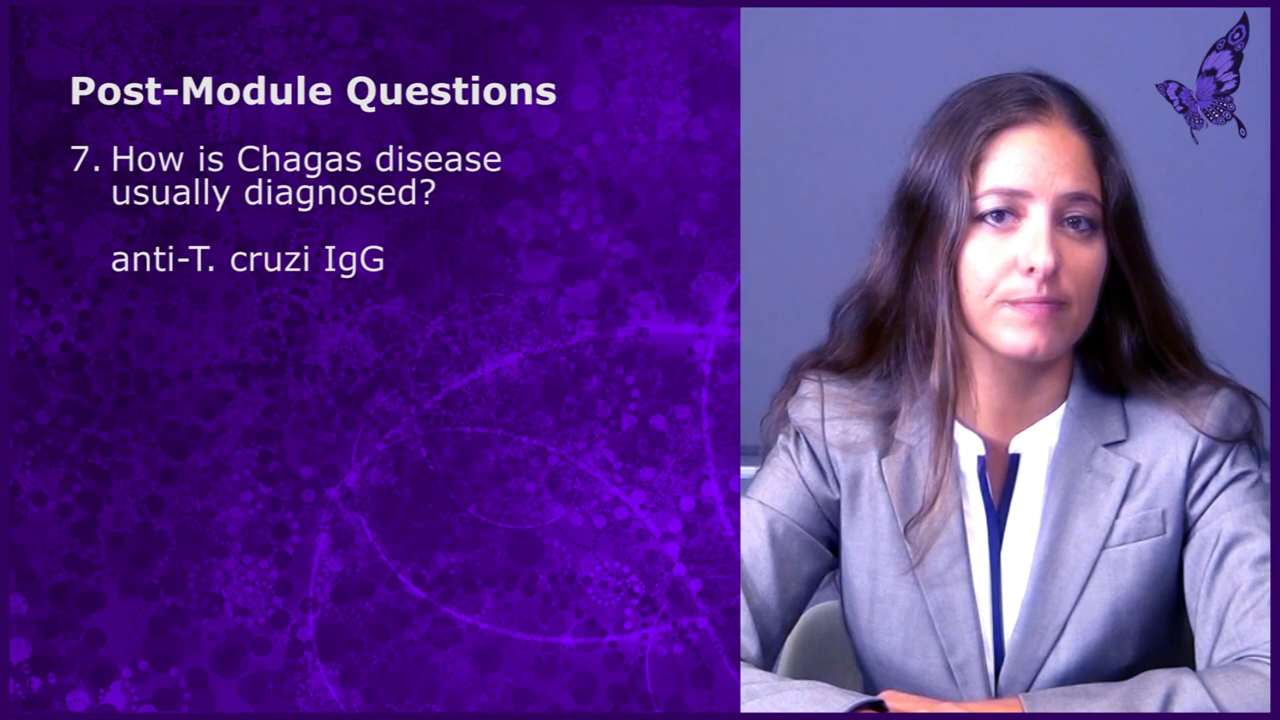 Post-Module Questions
7. How is Chagas disease
usually diagnosed?
anti-T. cruzi IgG